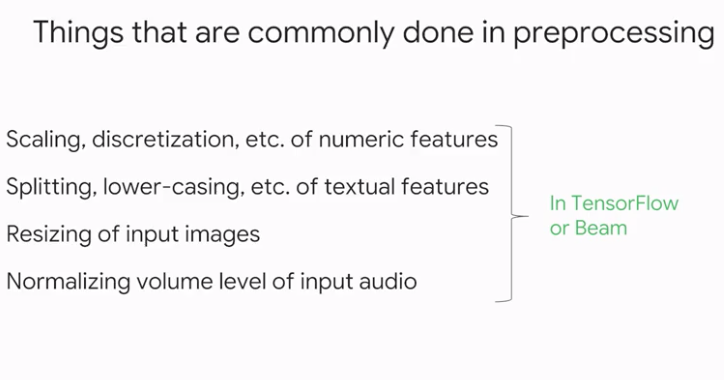 Things that are commonly done in preprocessing
Scaling, discretization, etc. of numeric features
Splitting, lower-casing, etc. of textual features
Resizing of input images
Normalizing volume level of input audio
In TensorFlow
or Beam